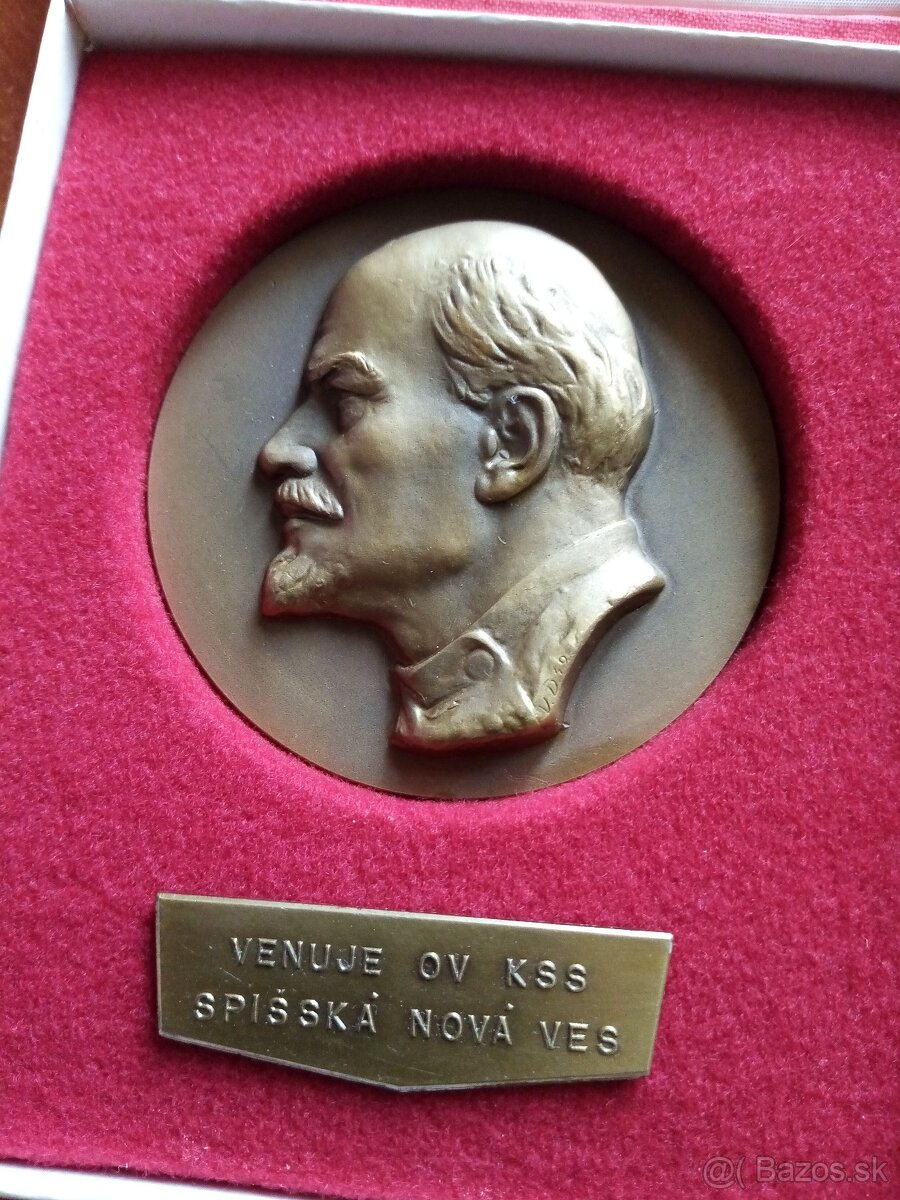 VENUJE OV KSS
SPIŠSKÁ NOVÁ VES
@( Bazos.sk